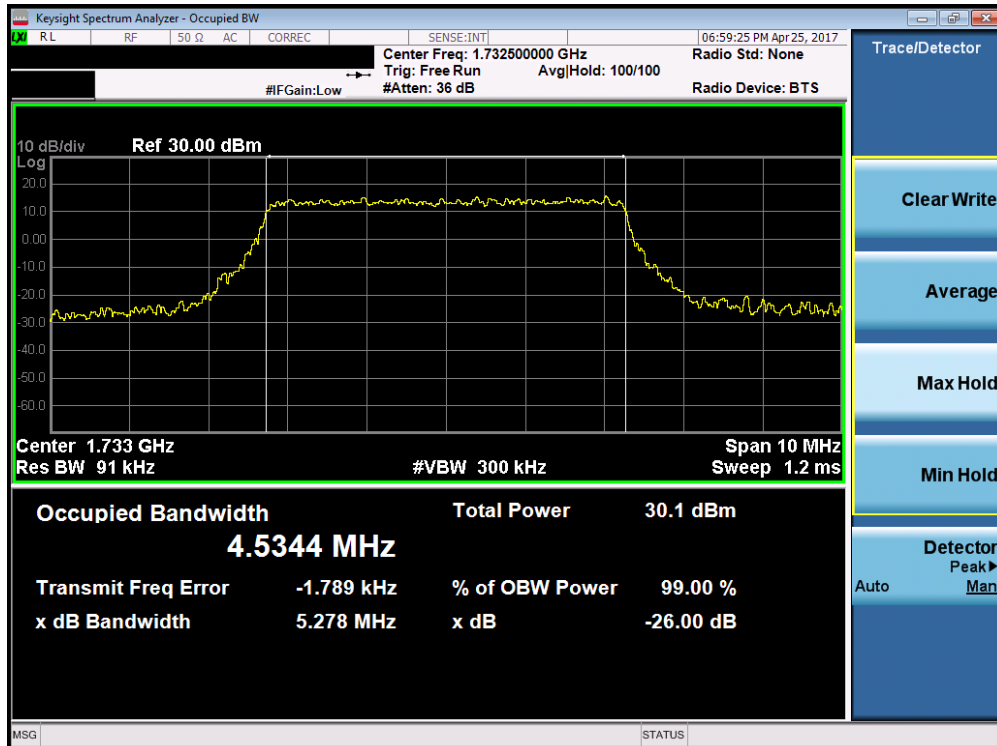 Keysight Spectrum Analyzer - Occupied BW
LXI RL RF 50 Ω AC CORREC SENSE:INT 06:59:25 PM Apr 25, 2017
Center Freq: 1.732500000 GHz Radio Std: None
Trig: Free Run Avg|Hold: 100/100
#IFGain:Low #Atten: 36 dB Radio Device: BTS
10 dB/div Ref 30.00 dBm
Log
20.0
10.0
0.00
-10.0
-20.0
-30.0
-40.0
-50.0
-60.0
Center 1.733 GHz Span 10 MHz
Res BW 91 kHz #VBW 300 kHz Sweep 1.2 ms
Occupied Bandwidth Total Power 30.1 dBm
4.5344 MHz
Transmit Freq Error -1.789 kHz % of OBW Power 99.00 %
x dB Bandwidth 5.278 MHz x dB -26.00 dB
MSG STATUS
Trace/Detector
Clear Write
Average
Max Hold
Min Hold
Detector
Peak▶
Auto Man